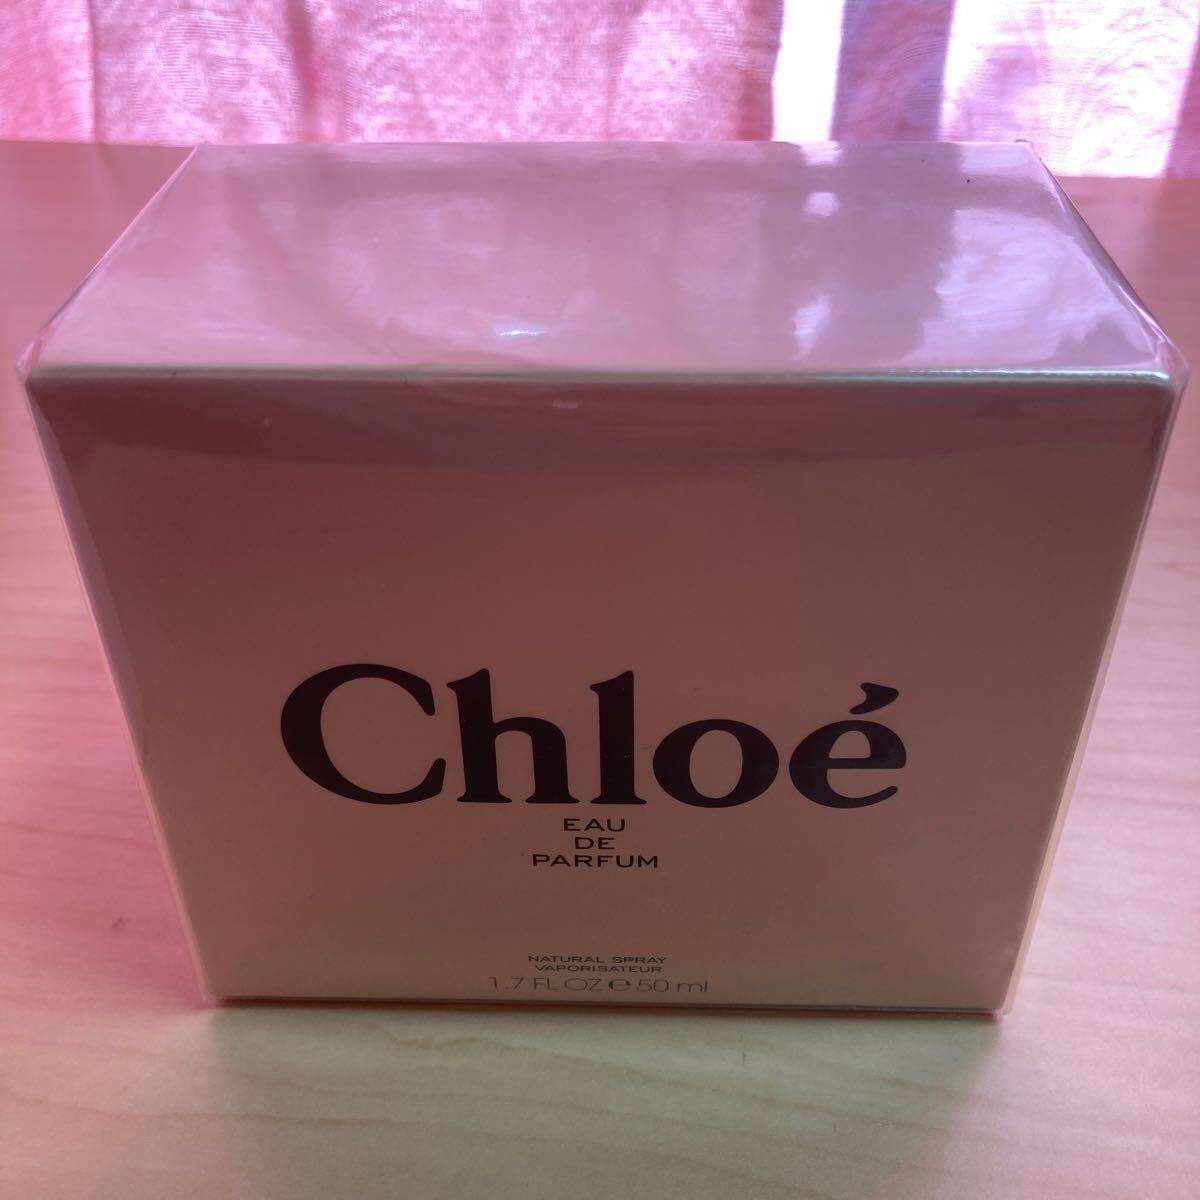 Chloé
EAU
DE
PARFUM
NATURAL SPRAY
VAPORISATEUR
1.7 FL OZ ℮ 50 ml